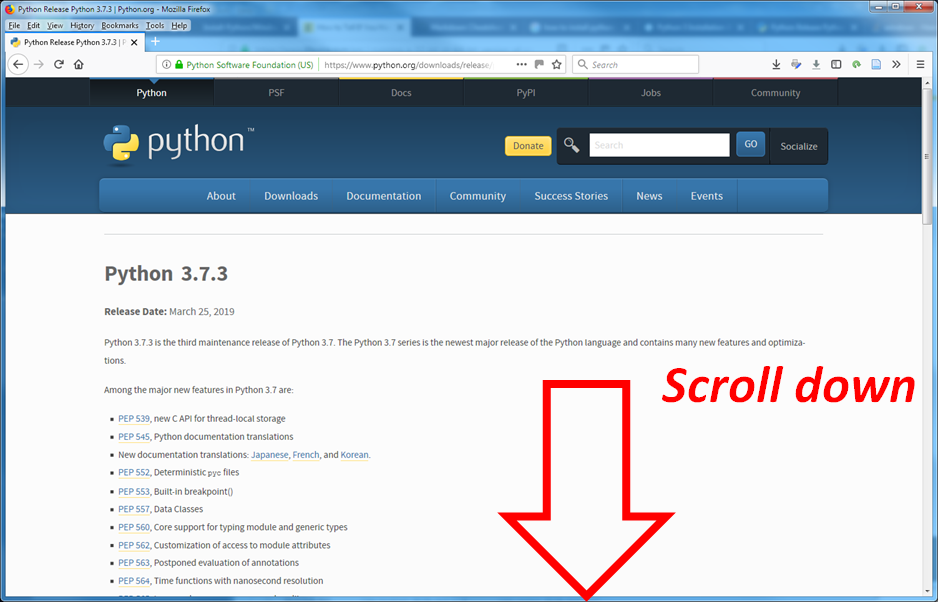 Python Release Python 3.7.3 | Python.org - Mozilla Firefox
File Edit View History Bookmarks Tools Help
Python Release Python 3.7.3 | P
Python Software Foundation (US) https://www.python.org/downloads/release/ Search
Python PSF Docs PyPI Jobs Community
python™
Donate Search GO Socialize
About Downloads Documentation Community Success Stories News Events
Python 3.7.3
Release Date: March 25, 2019
Python 3.7.3 is the third maintenance release of Python 3.7. The Python 3.7 series is the newest major release of the Python language and contains many new features and optimiza-
tions.
Among the major new features in Python 3.7 are:
Scroll down
▪ PEP 539, new C API for thread-local storage
▪ PEP 545, Python documentation translations
▪ New documentation translations: Japanese, French, and Korean.
▪ PEP 552, Deterministic pyc files
▪ PEP 553, Built-in breakpoint()
▪ PEP 557, Data Classes
▪ PEP 560, Core support for typing module and generic types
▪ PEP 562, Customization of access to module attributes
▪ PEP 563, Postponed evaluation of annotations
▪ PEP 564, Time functions with nanosecond resolution